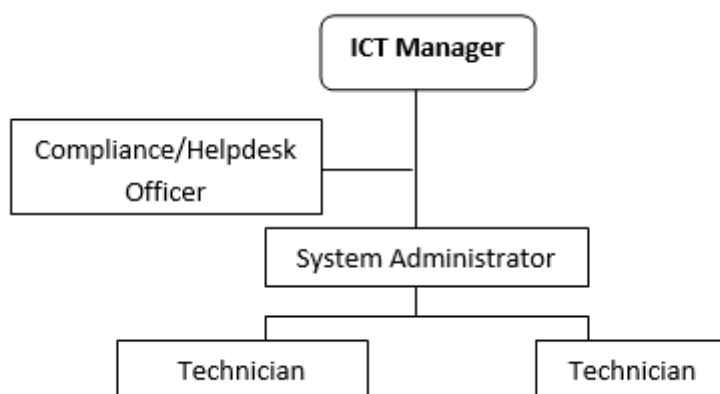 ICT Manager
Compliance/Helpdesk
Officer
System Administrator
Technician
Technician